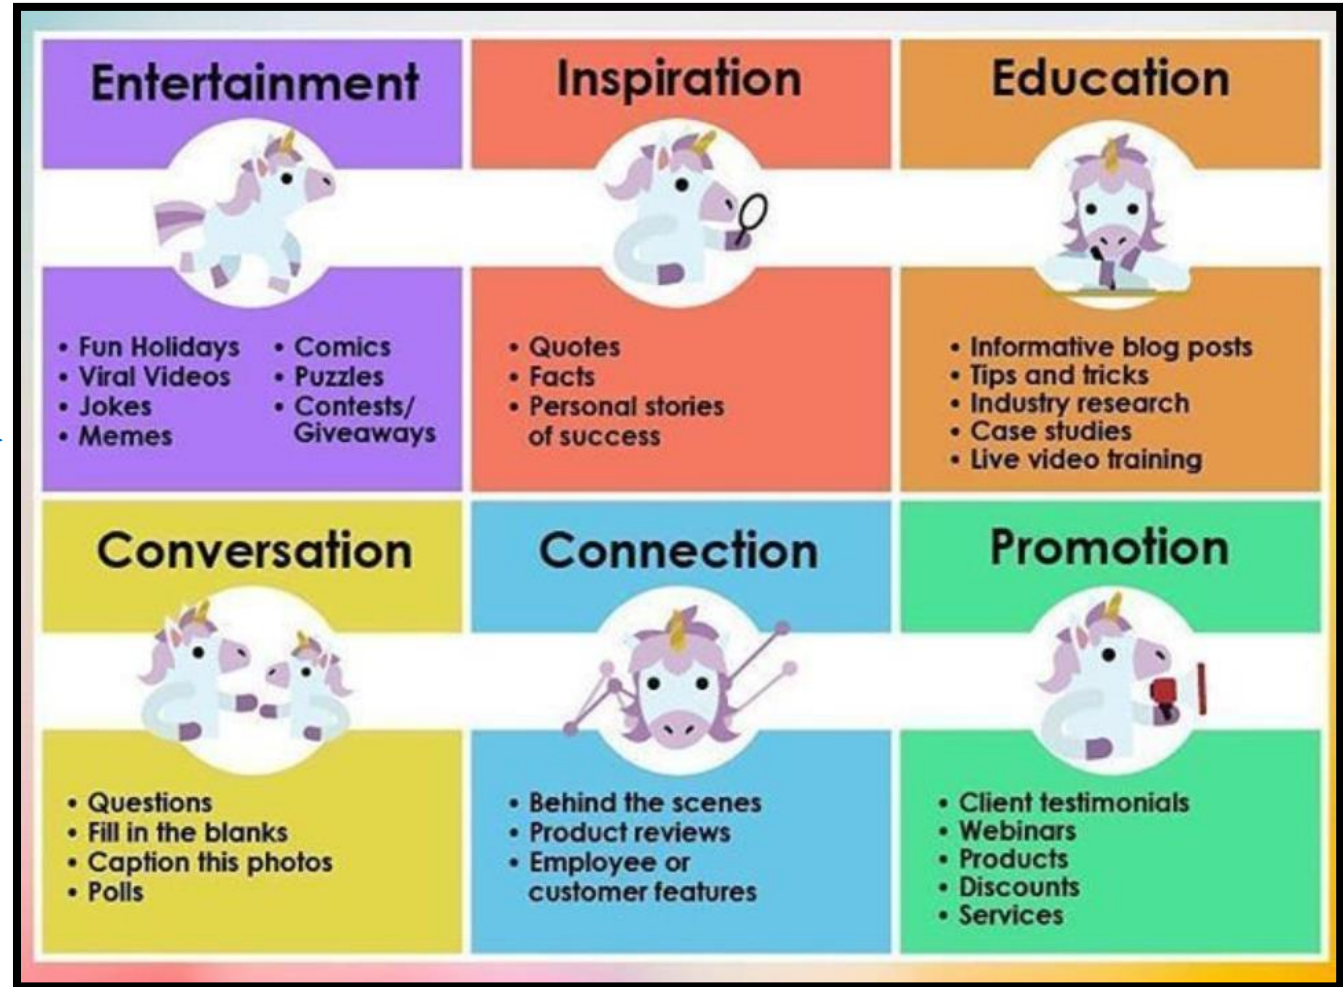 Entertainment
• Fun Holidays
• Viral Videos
• Jokes
• Memes
• Comics
• Puzzles
• Contests/
Giveaways
Inspiration
• Quotes
• Facts
• Personal stories
of success
Education
• Informative blog posts
• Tips and tricks
• Industry research
• Case studies
• Live video training
Conversation
• Questions
• Fill in the blanks
• Caption this photos
• Polls
Connection
• Behind the scenes
• Product reviews
• Employee or
customer features
Promotion
• Client testimonials
• Webinars
• Products
• Discounts
• Services